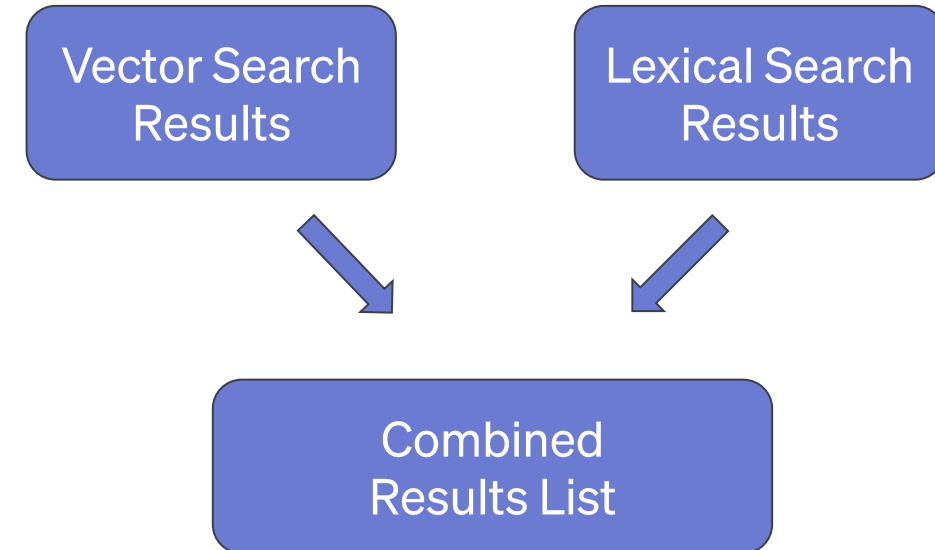 Vector Search
Results
Lexical Search
Results
Combined
Results List